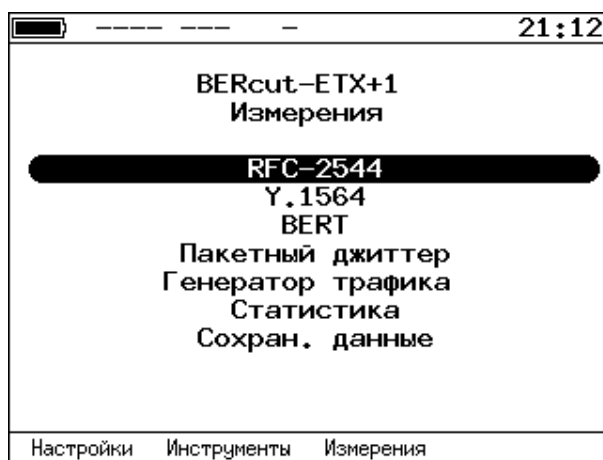 21:12
BERcut-ETX+1
Измерения
RFC-2544
Y.1564
BERT
Пакетный джиттер
Генератор трафика
Статистика
Сохран. данные
Настройки Инструменты Измерения